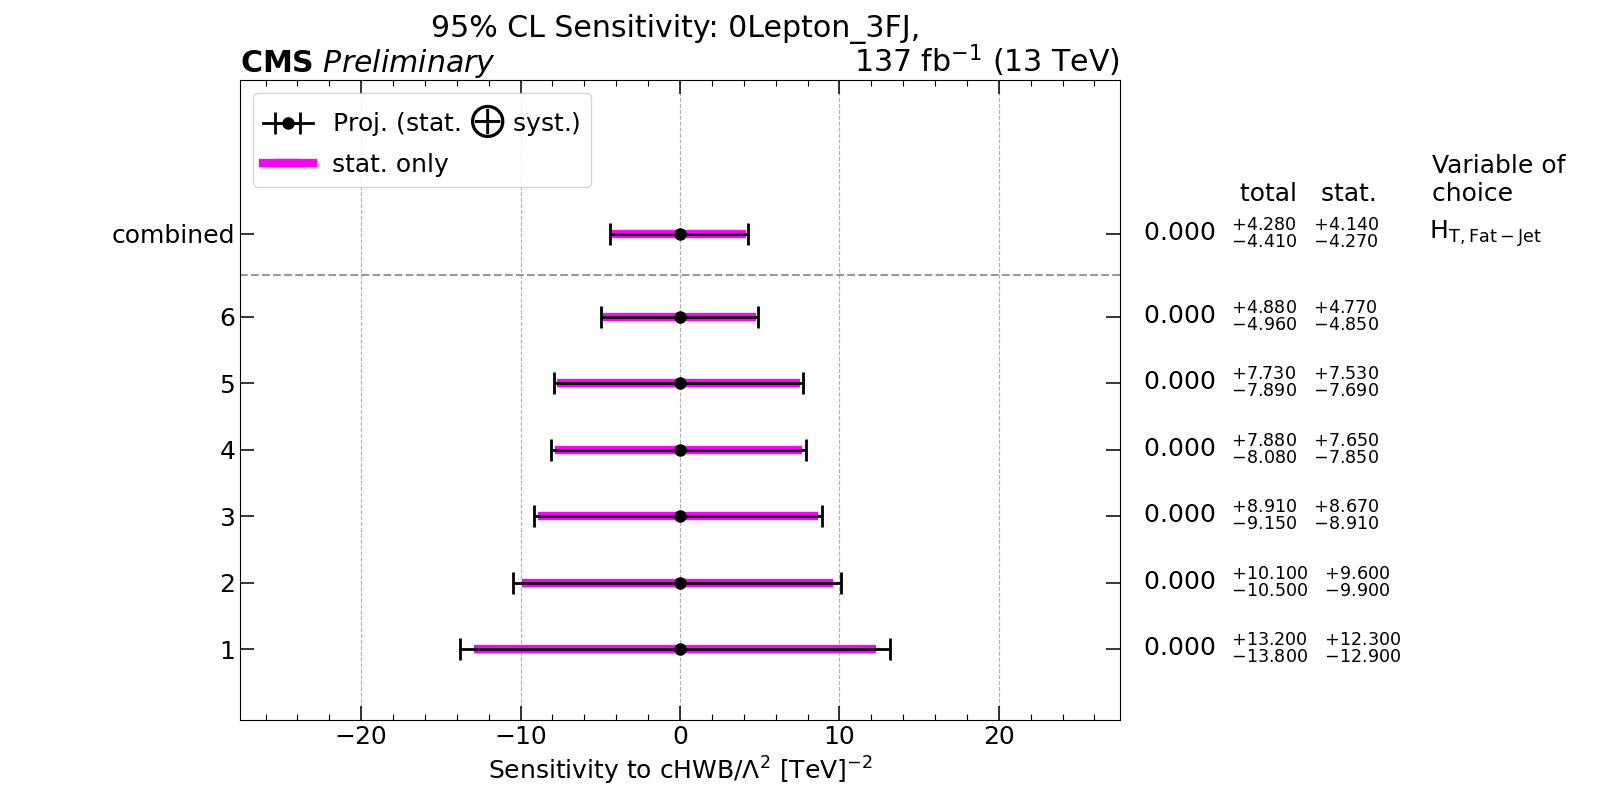 95% CL Sensitivity: 0Lepton_3FJ,
CMS Preliminary 137 fb⁻¹ (13 TeV)
Proj. (stat. ⊕ syst.)
stat. only
Variable of
total stat. choice
combined 0.000 +4.280 −4.410 +4.140 −4.270 H_T, Fat − Jet
6 0.000 +4.880 −4.960 +4.770 −4.850
5 0.000 +7.730 −7.890 +7.530 −7.690
4 0.000 +7.880 −8.080 +7.650 −7.850
3 0.000 +8.910 −9.150 +8.670 −8.910
2 0.000 +10.100 −10.500 +9.600 −9.900
1 0.000 +13.200 −13.800 +12.300 −12.900
−20 −10 0 10 20
Sensitivity to cHWB/Λ² [TeV]⁻²